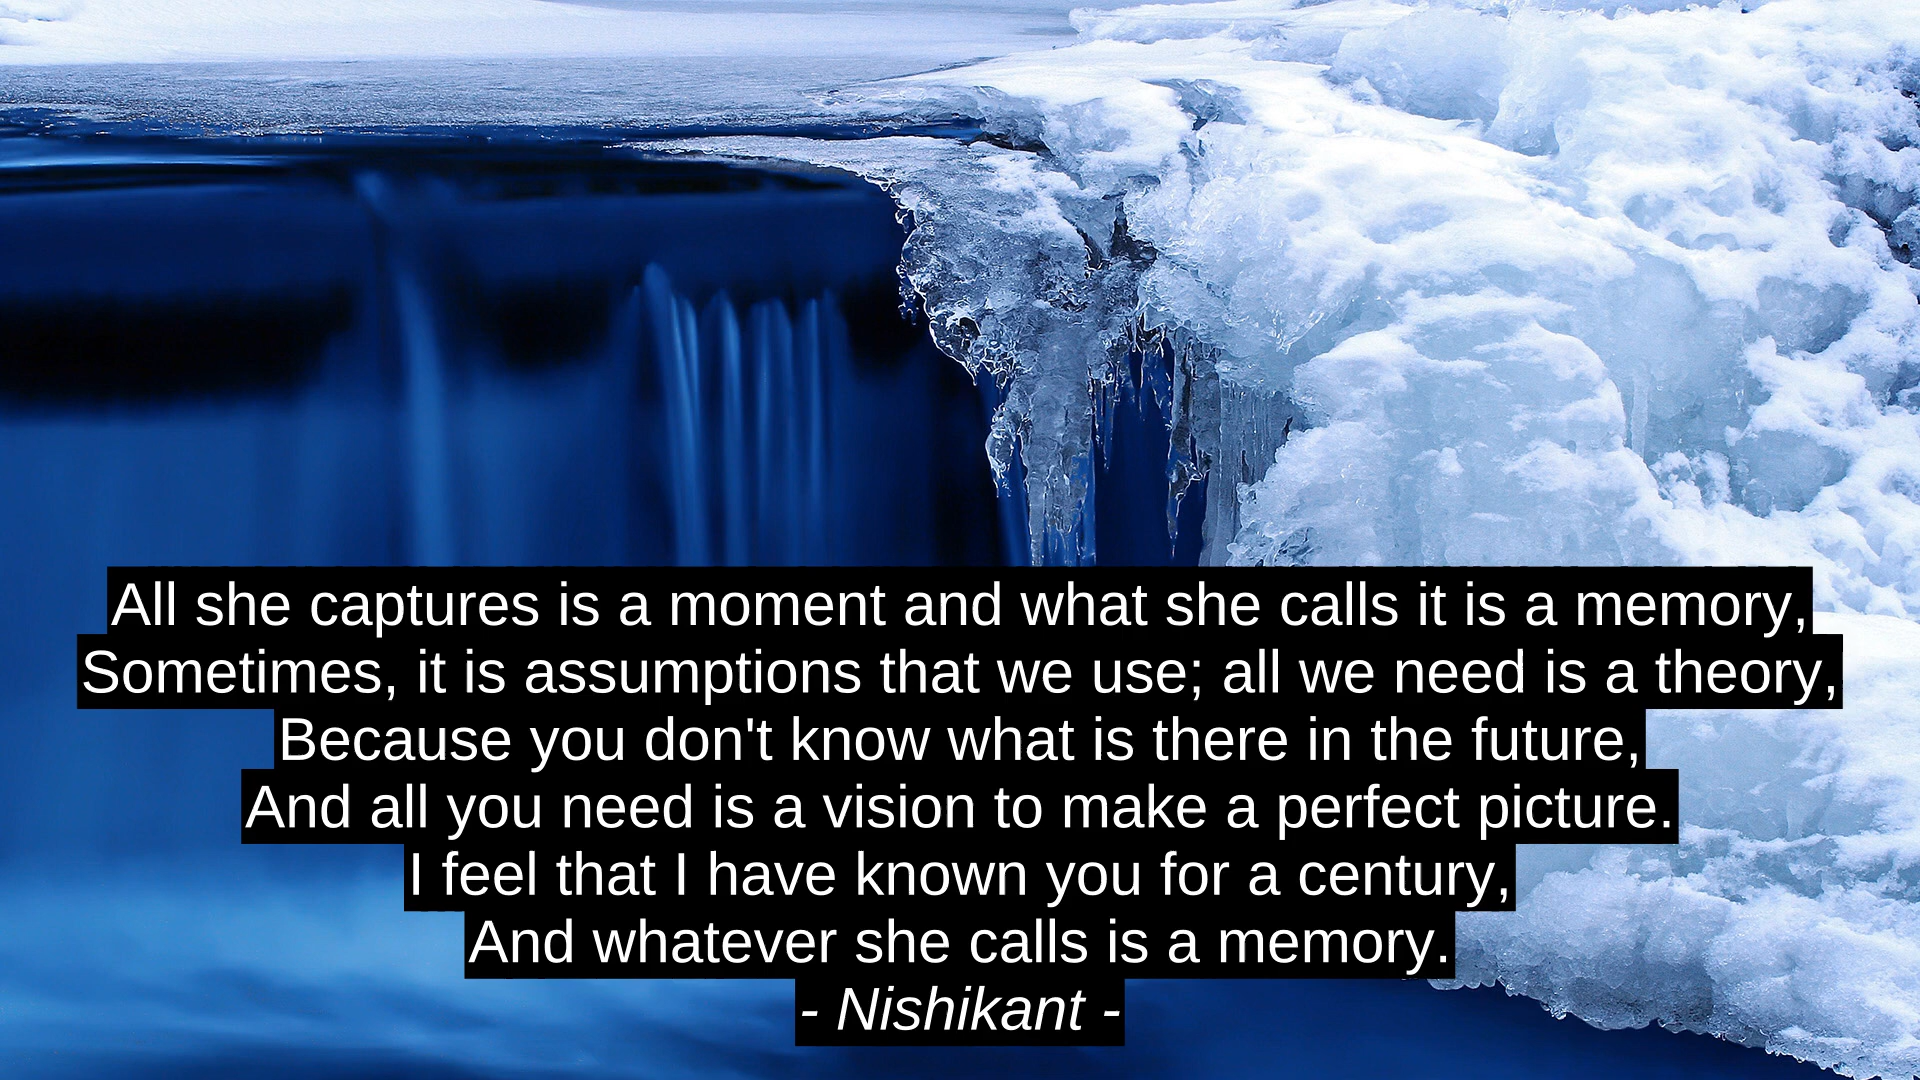 All she captures is a moment and what she calls it is a memory,
Sometimes, it is assumptions that we use; all we need is a theory,
Because you don't know what is there in the future,
And all you need is a vision to make a perfect picture.
I feel that I have known you for a century,
And whatever she calls is a memory.
- Nishikant -